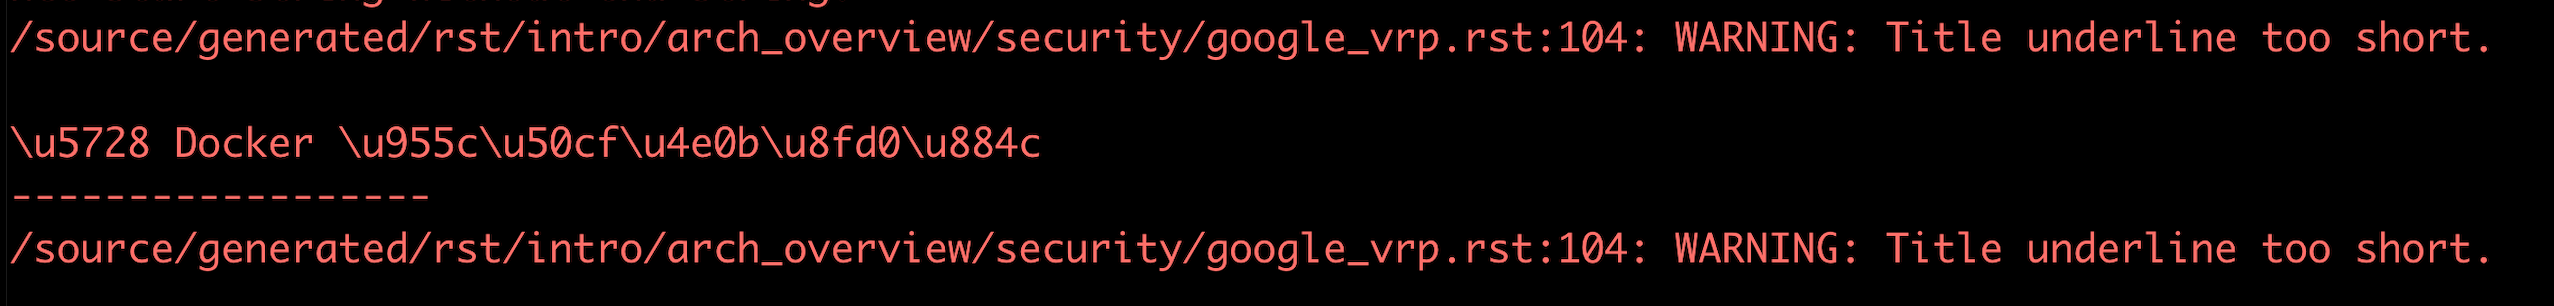 /source/generated/rst/intro/arch_overview/security/google_vrp.rst:104: WARNING: Title underline too short.
\u5728 Docker \u955c\u50cf\u4e0b\u8fd0\u884c
------------------
/source/generated/rst/intro/arch_overview/security/google_vrp.rst:104: WARNING: Title underline too short.